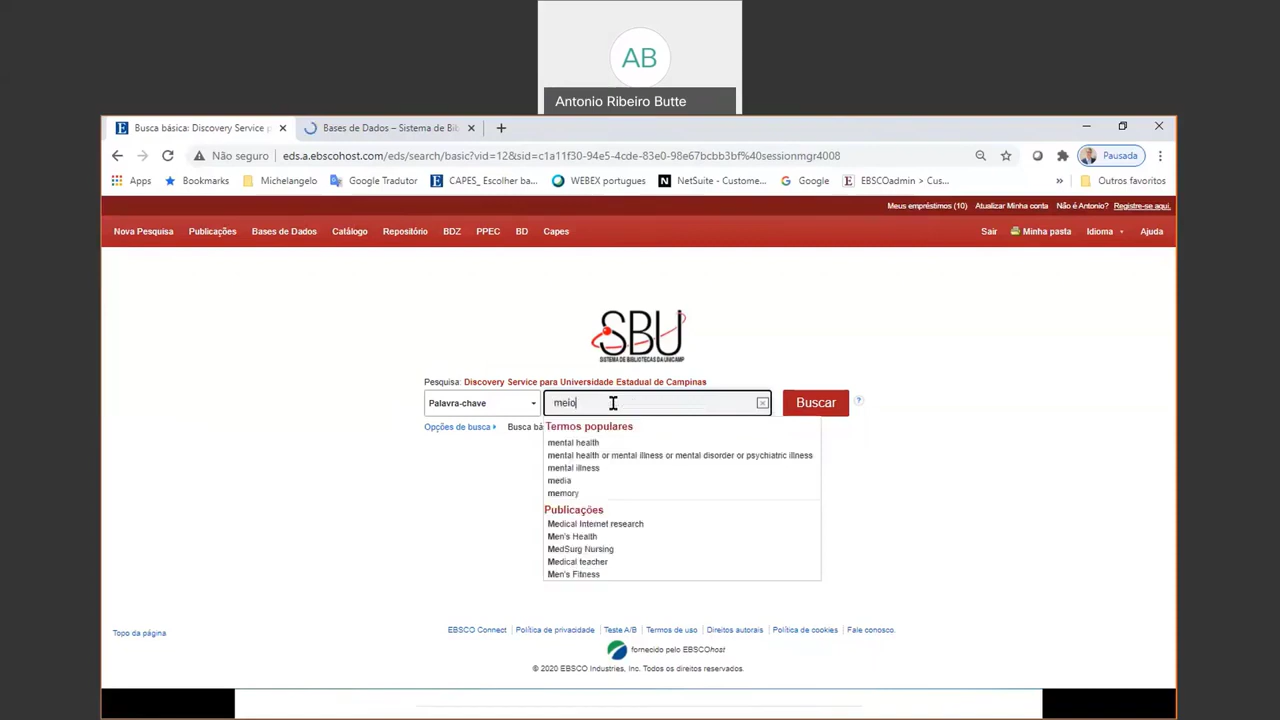 AB
Antonio Ribeiro Butte
Busca básica: Discovery Service p
Bases de Dados – Sistema de Bib
Não seguro
eds.a.ebscohost.com/eds/search/basic?vid=12&sid=c1a11f30-94e5-4cde-83e0-98e67bcbb3bf%40sessionmgr4008
Pausada
Apps Bookmarks Michelangelo Google Tradutor CAPES_ Escolher ba... WEBEX portugues NetSuite - Custome... Google EBSCOadmin > Cus... » Outros favoritos
Meus empréstimos (10) Atualizar Minha conta Não é Antonio? Registre-se aqui.
Nova Pesquisa Publicações Bases de Dados Catálogo Repositório BDZ PPEC BD Capes Sair Minha pasta Idioma Ajuda
SBU
SISTEMA DE BIBLIOTECAS DA UNICAMP
Pesquisa: Discovery Service para Universidade Estadual de Campinas
Palavra-chave meio Buscar ?
Opções de busca Busca bá
Termos populares
mental health
mental health or mental illness or mental disorder or psychiatric illness
mental illness
media
memory
Publicações
Medical Internet research
Men's Health
MedSurg Nursing
Medical teacher
Men's Fitness
Topo da página
EBSCO Connect | Política de privacidade | Teste A/B | Termos de uso | Direitos autorais | Política de cookies | Fale conosco.
fornecido pelo EBSCOhost
© 2020 EBSCO Industries, Inc. Todos os direitos reservados.